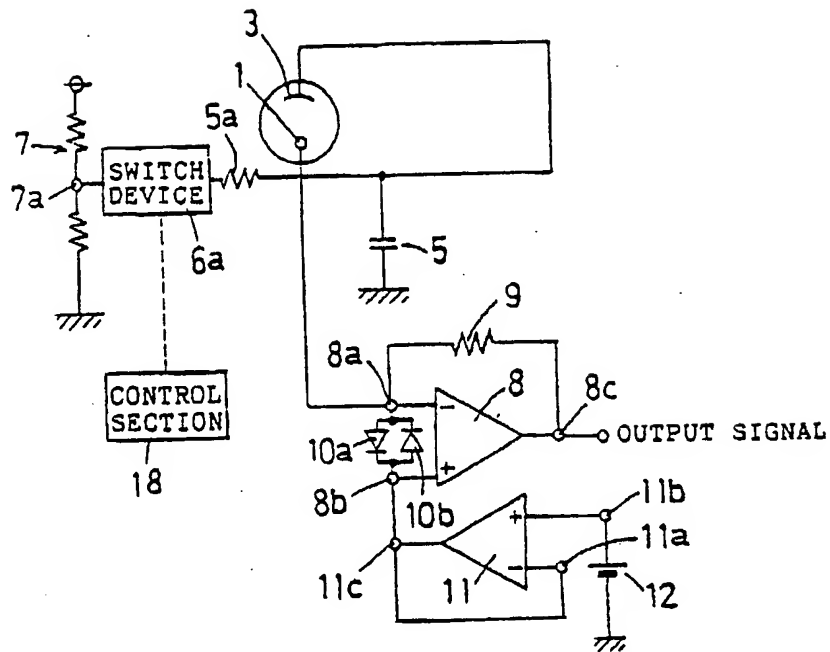 3
1
5a
7
7a
SWITCH
DEVICE
6a
5
9
8a
8
8c
CONTROL
SECTION
18
OUTPUT SIGNAL
10a
8b
10b
11b
11a
11c
11
12